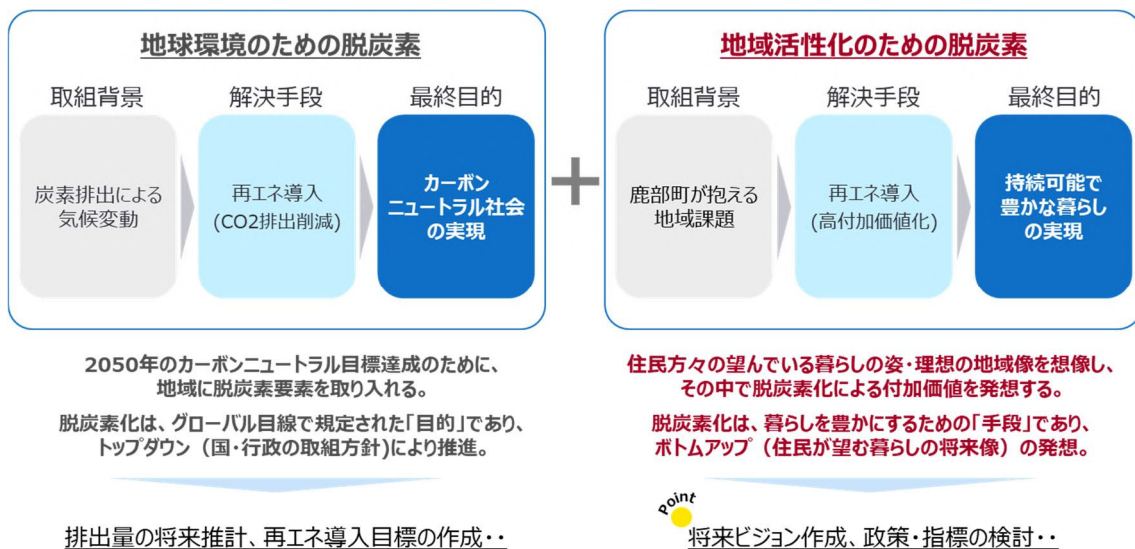 地球環境のための脱炭素
取組背景
解決手段
最終目的
炭素排出による
気候変動
再エネ導入
(CO2排出削減)
カーボン
ニュートラル社会
の実現
+
地域活性化のための脱炭素
取組背景
解決手段
最終目的
鹿部町が抱える
地域課題
再エネ導入
(高付加価値化)
持続可能で
豊かな暮らし
の実現
2050年のカーボンニュートラル目標達成のために、
地域に脱炭素要素を取り入れる。
脱炭素化は、グローバル目線で規定された「目的」であり、
トップダウン（国・行政の取組方針)により推進。
住民方々の望んでいる暮らしの姿・理想の地域像を想像し、
その中で脱炭素化による付加価値を発想する。
脱炭素化は、暮らしを豊かにするための「手段」であり、
ボトムアップ（住民が望む暮らしの将来像）の発想。
排出量の将来推計、再エネ導入目標の作成・・
Point
将来ビジョン作成、政策・指標の検討・・